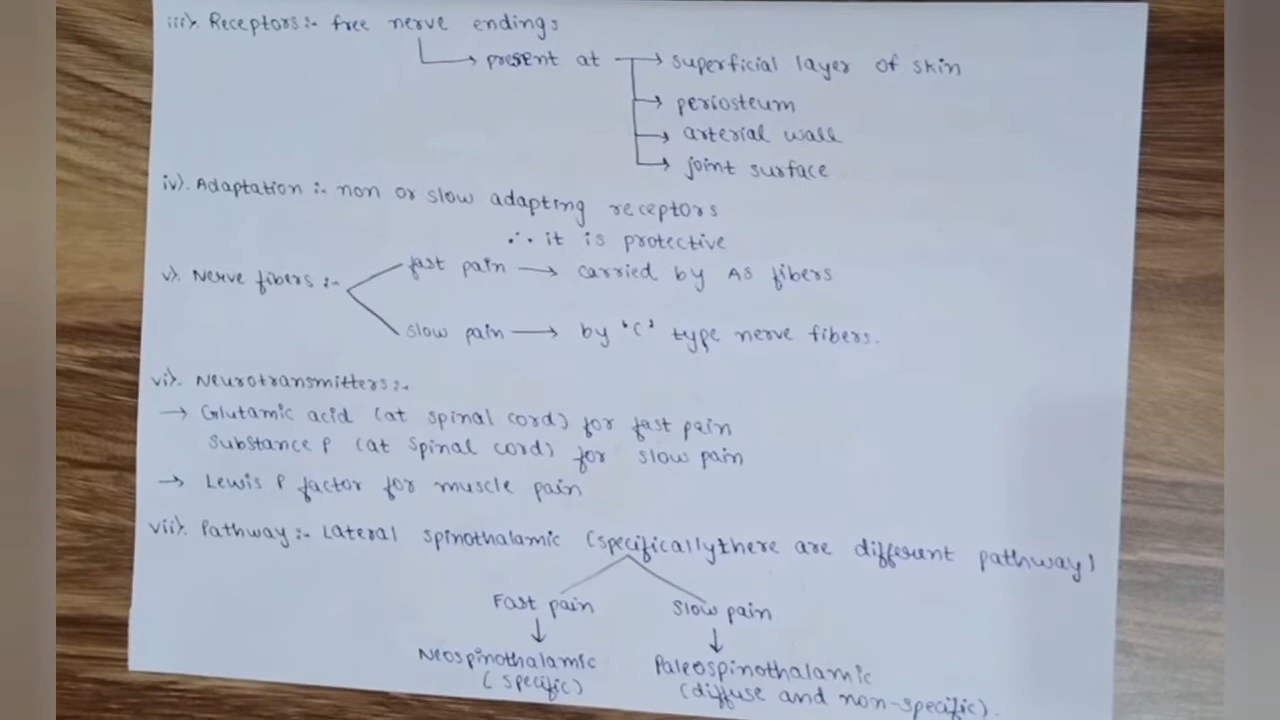 iii). Receptors:- free nerve endings
present at → superficial layer of skin
→ periosteum
→ arterial wall
→ joint surface
iv). Adaptation :- non or slow adapting receptors
∴ it is protective
v). Nerve fibers :- fast pain → carried by Aδ fibers
slow pain → by 'C' type nerve fibers.
vi). Neurotransmitters:-
→ Glutamic acid (at spinal cord) for fast pain
Substance P (at spinal cord) for slow pain
→ Lewis P factor for muscle pain
vii). Pathway :- Lateral spinothalamic (specifically there are different pathway)
Fast pain Slow pain
↓ ↓
Neospinothalamic Paleospinothalamic
(specific) (diffuse and non-specific).